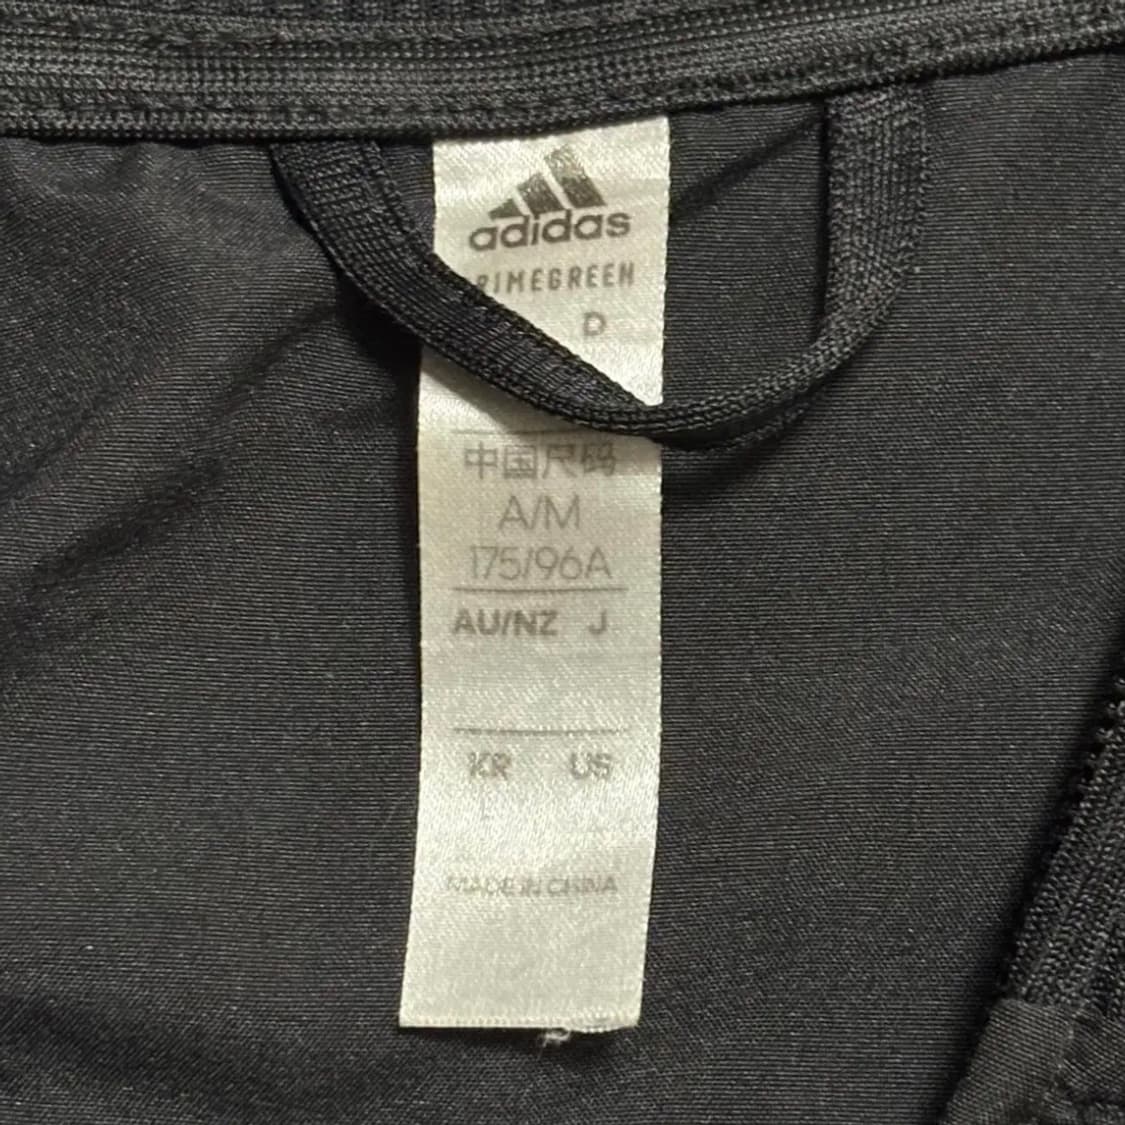 adidas
RIMEGREEN
D
中国尺码
A/M
175/96A
AU/NZ J
KR US
MADE IN CHINA